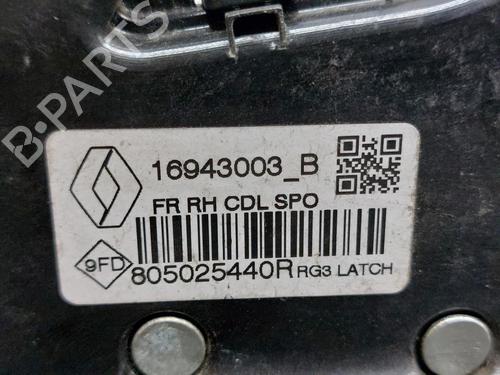 B-PARTS
16943003_B
FR RH CDL SPO
9FD
805025440R RG3 LATCH